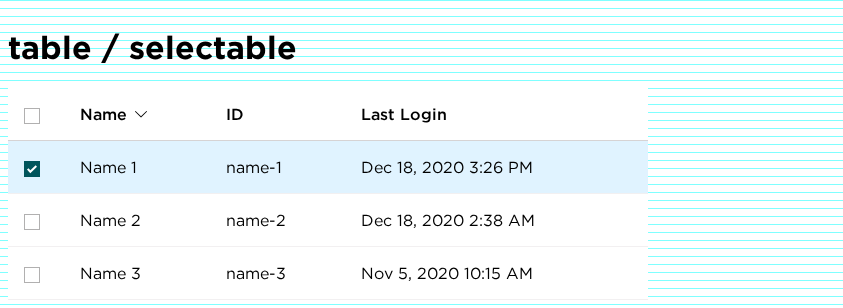 table / selectable
Name ID Last Login
Name 1 name-1 Dec 18, 2020 3:26 PM
Name 2 name-2 Dec 18, 2020 2:38 AM
Name 3 name-3 Nov 5, 2020 10:15 AM